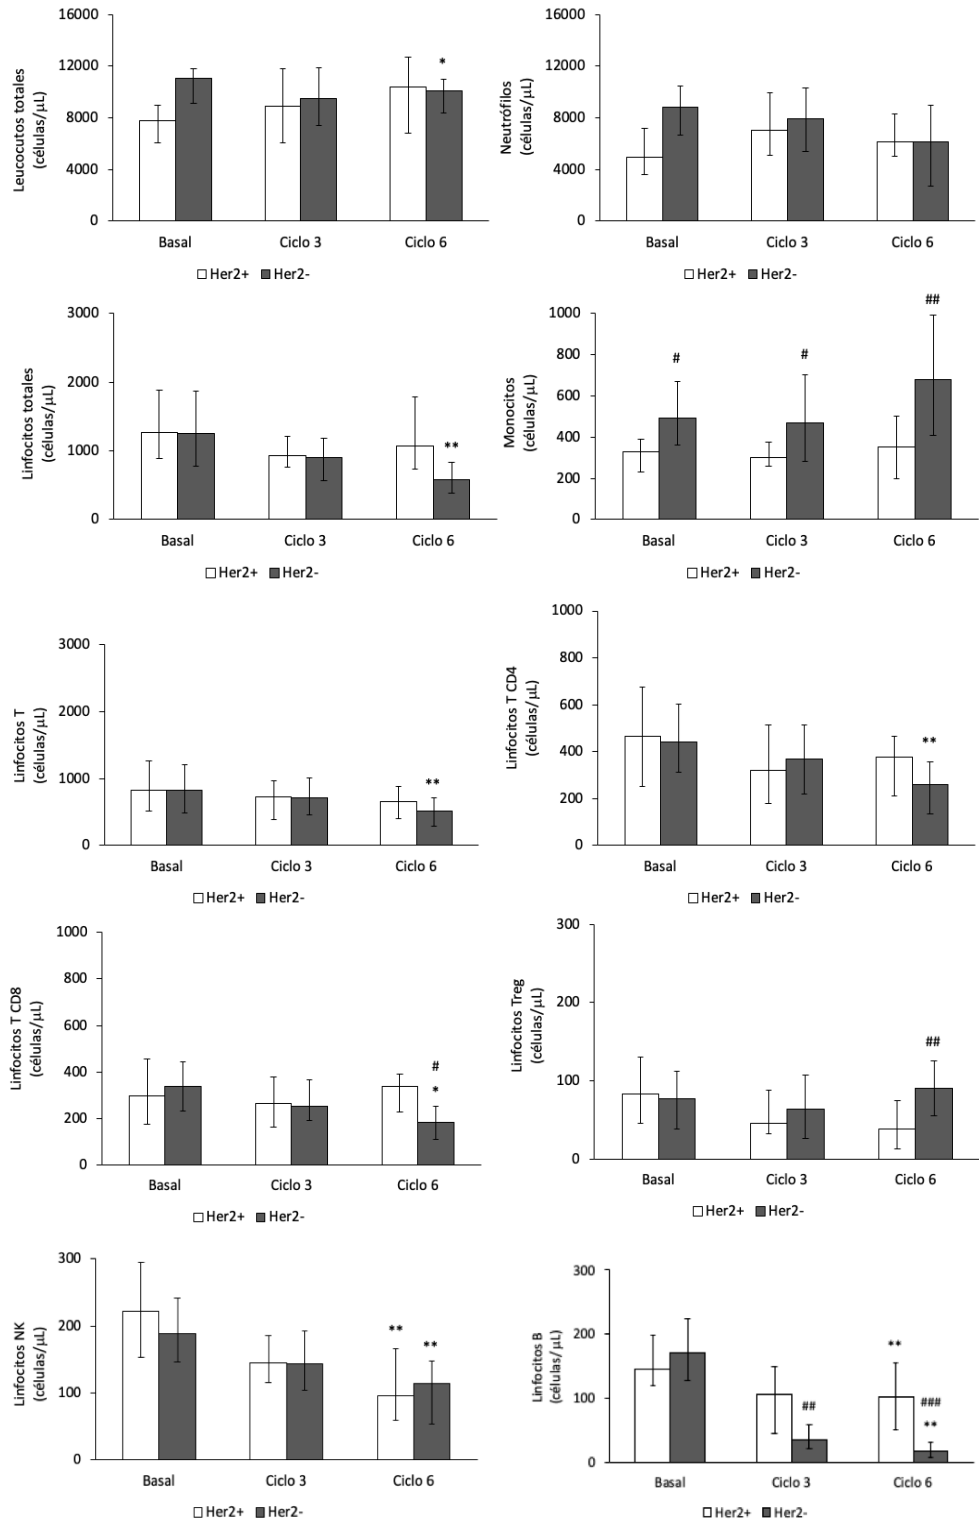 Leucocutos totales
(células/µL)
16000
12000
8000
4000
0
*
Basal
Ciclo 3
Ciclo 6
Her2+ Her2-
Neutrófilos
(células/µL)
16000
12000
8000
4000
0
Basal
Ciclo 3
Ciclo 6
Her2+ Her2-
Linfocitos totales
(células/µL)
3000
2000
1000
0
**
Basal
Ciclo 3
Ciclo 6
Her2+ Her2-
Monocitos
(células/µL)
1000
800
600
400
200
0
#
#
##
Basal
Ciclo 3
Ciclo 6
Her2+ Her2-
Linfocitos T
(células/µL)
3000
2000
1000
0
**
Basal
Ciclo 3
Ciclo 6
Her2+ Her2-
Linfocitos T CD4
(células/µL)
1000
800
600
400
200
0
**
Basal
Ciclo 3
Ciclo 6
Her2+ Her2-
Linfocitos T CD8
(células/µL)
1000
800
600
400
200
0
#
*
Basal
Ciclo 3
Ciclo 6
Her2+ Her2-
Linfocitos Treg
(células/µL)
300
200
100
0
##
Basal
Ciclo 3
Ciclo 6
Her2+ Her2-
Linfocitos NK
(células/µL)
300
200
100
0
**
**
Basal
Ciclo 3
Ciclo 6
Her2+ Her2-
Linfocitos B
(células/µL)
300
200
100
0
##
**
###
**
Basal
Ciclo 3
Ciclo 6
Her2+ Her2-